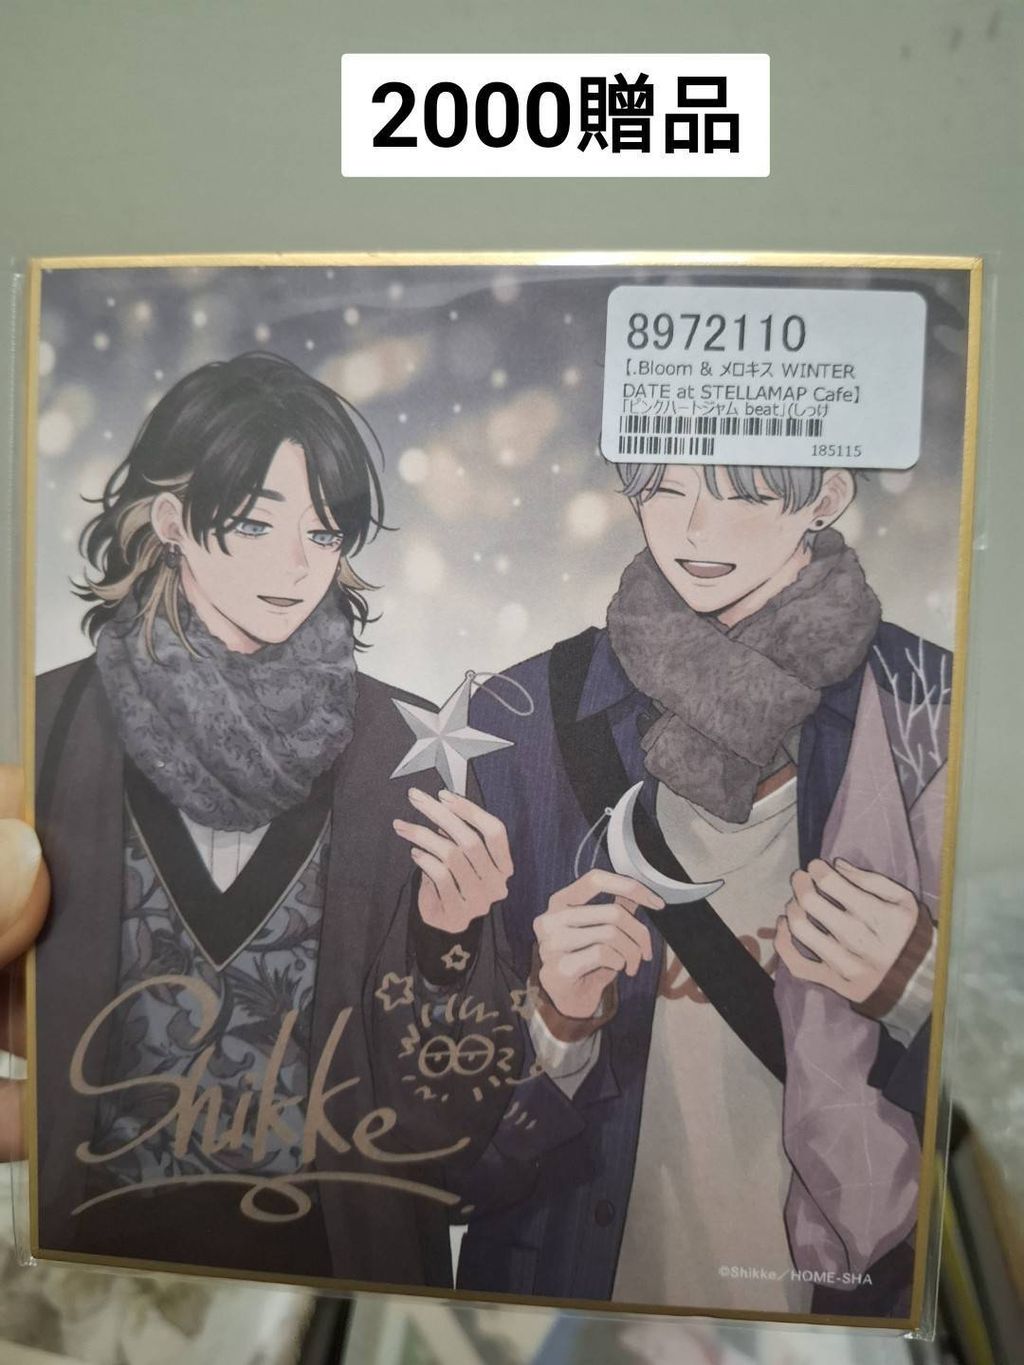 2000贈品
8972110
【.Bloom & メロキス WINTER
DATE at STELLAMAP Cafe】
「ピンクハートジャム beat」(しっけ
185115
Shikke
©Shikke／HOME-SHA